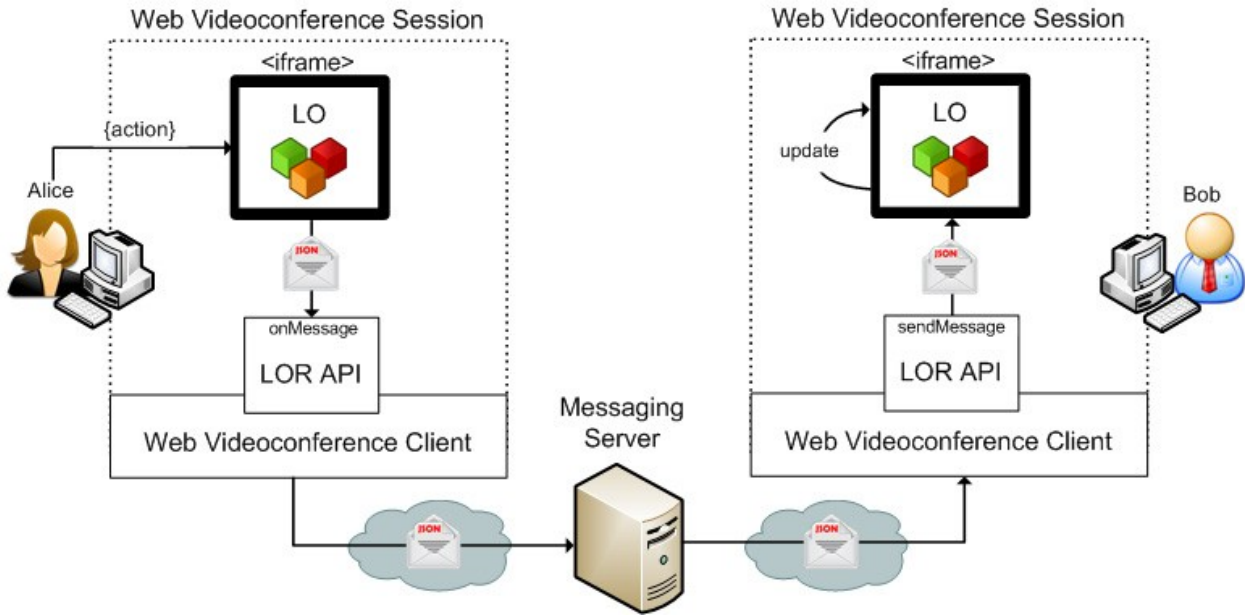 Web Videoconference Session
<iframe>
LO
{action}
Alice
JSON
onMessage
LOR API
Web Videoconference Client
JSON
Messaging
Server
JSON
Web Videoconference Session
<iframe>
LO
update
Bob
JSON
sendMessage
LOR API
Web Videoconference Client